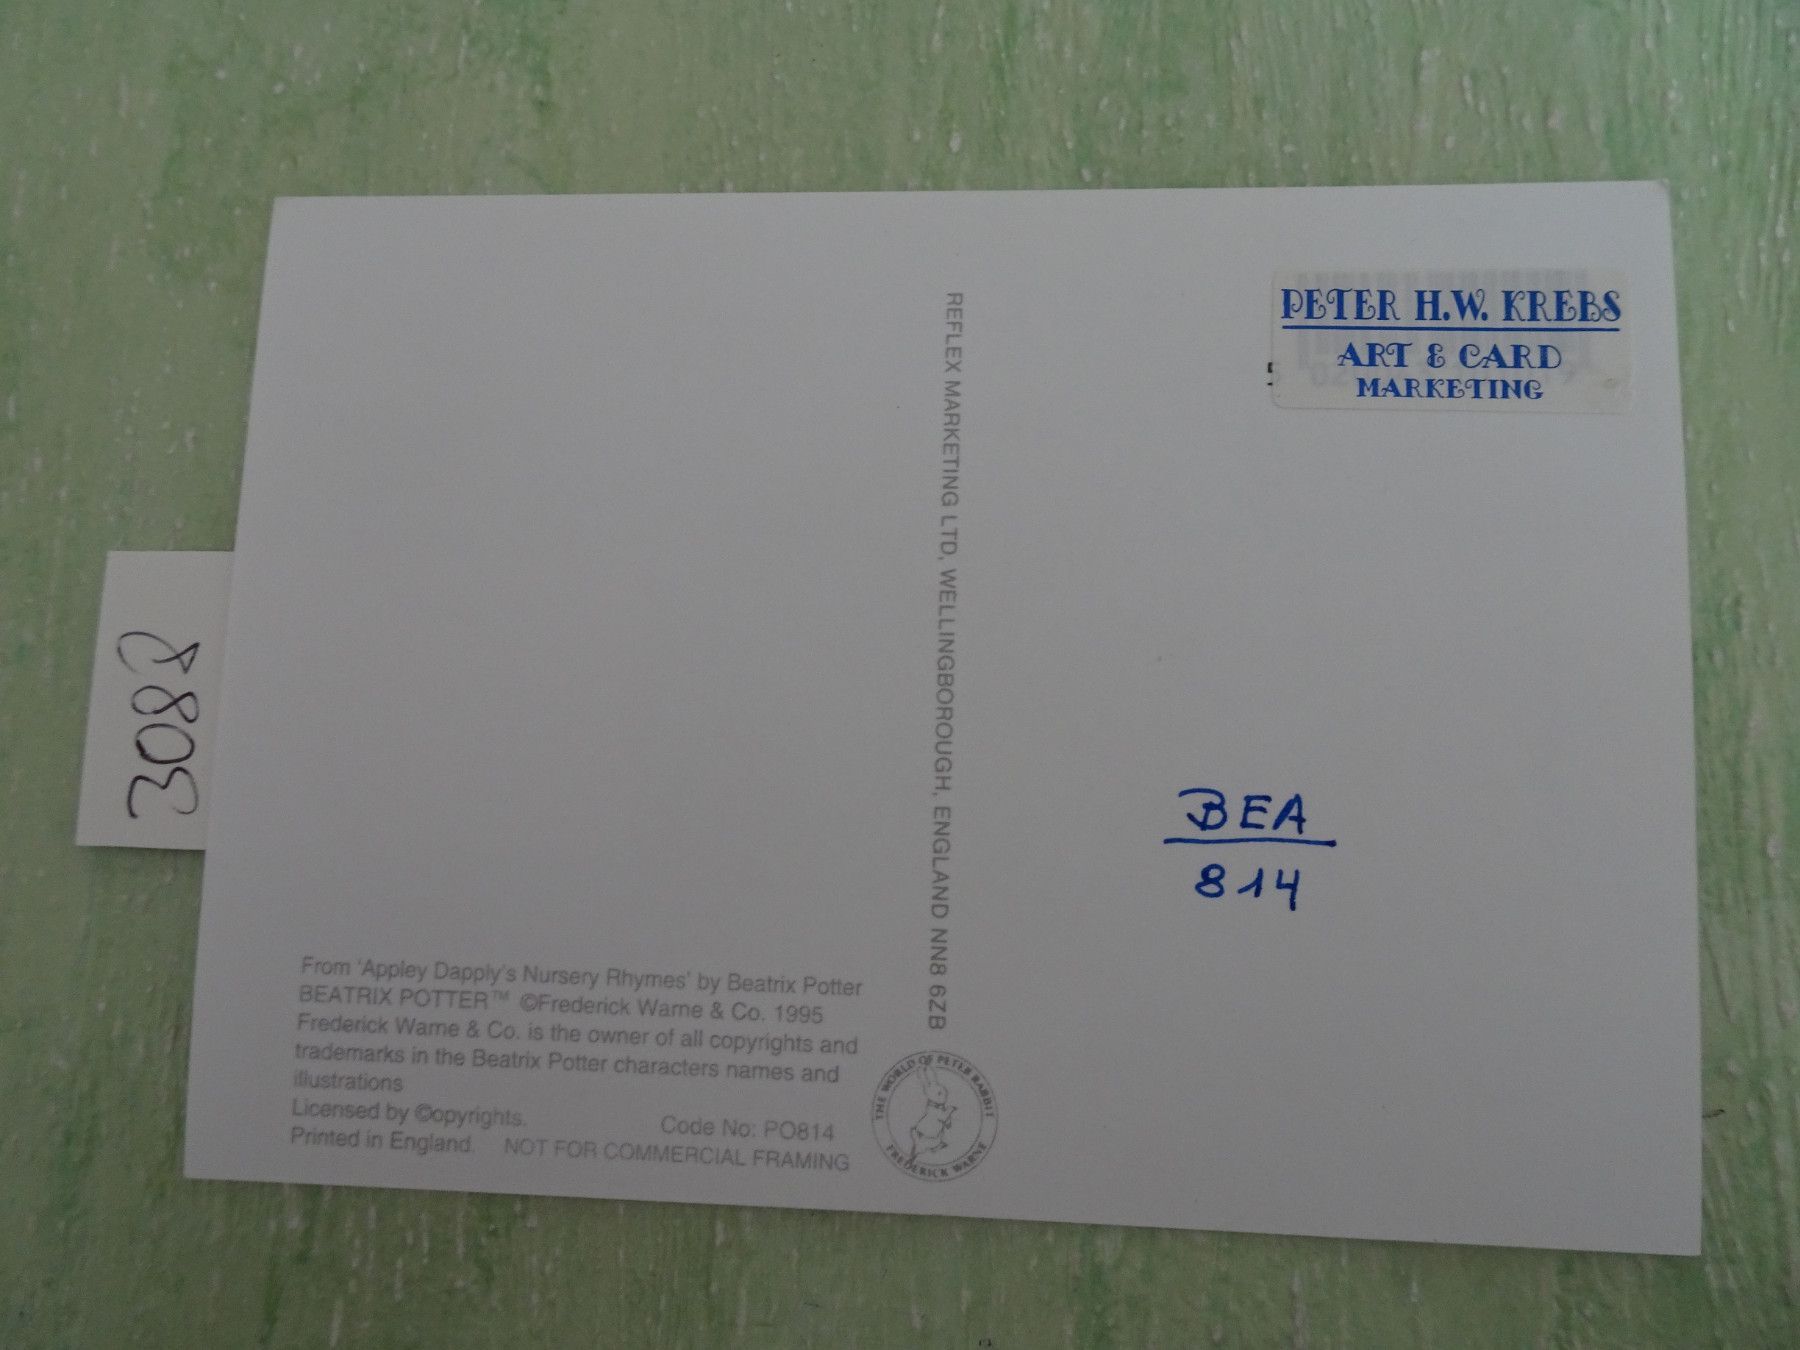 PETER H.W. KREBS
ART & CARD
MARKETING
REFLEX MARKETING LTD, WELLINGBOROUGH, ENGLAND NN8 6ZB
BEA
814
From 'Appley Dapply's Nursery Rhymes' by Beatrix Potter
BEATRIX POTTER™ ©Frederick Warne & Co. 1995
Frederick Warne & Co. is the owner of all copyrights and
trademarks in the Beatrix Potter characters names and
illustrations
Licensed by ©opyrights. Code No: PO814
Printed in England. NOT FOR COMMERCIAL FRAMING
THE WORLD OF PETER RABBIT
FREDERICK WARNE
3088